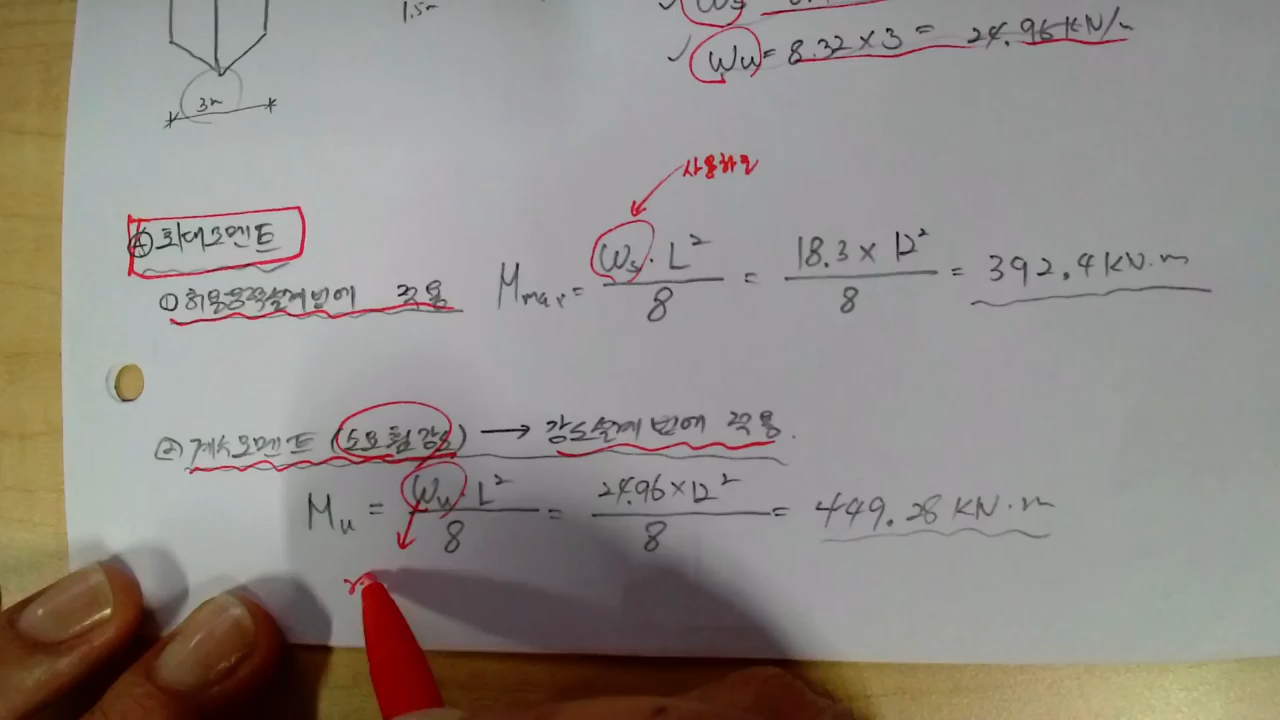 1.5m
Wu = 8.32 × 3 = 24.96 KN/m
3m
사용하중
④ 최대모멘트
① 허용응력설계법에 적용 Mmax = Ws · L² / 8 = 18.3 × 12² / 8 = 392.4 KN·m
② 계수모멘트 (소요휨강도) → 강도설계법에 적용.
Mu = Wu · L² / 8 = 24.96 × 12² / 8 = 449.28 KN·m